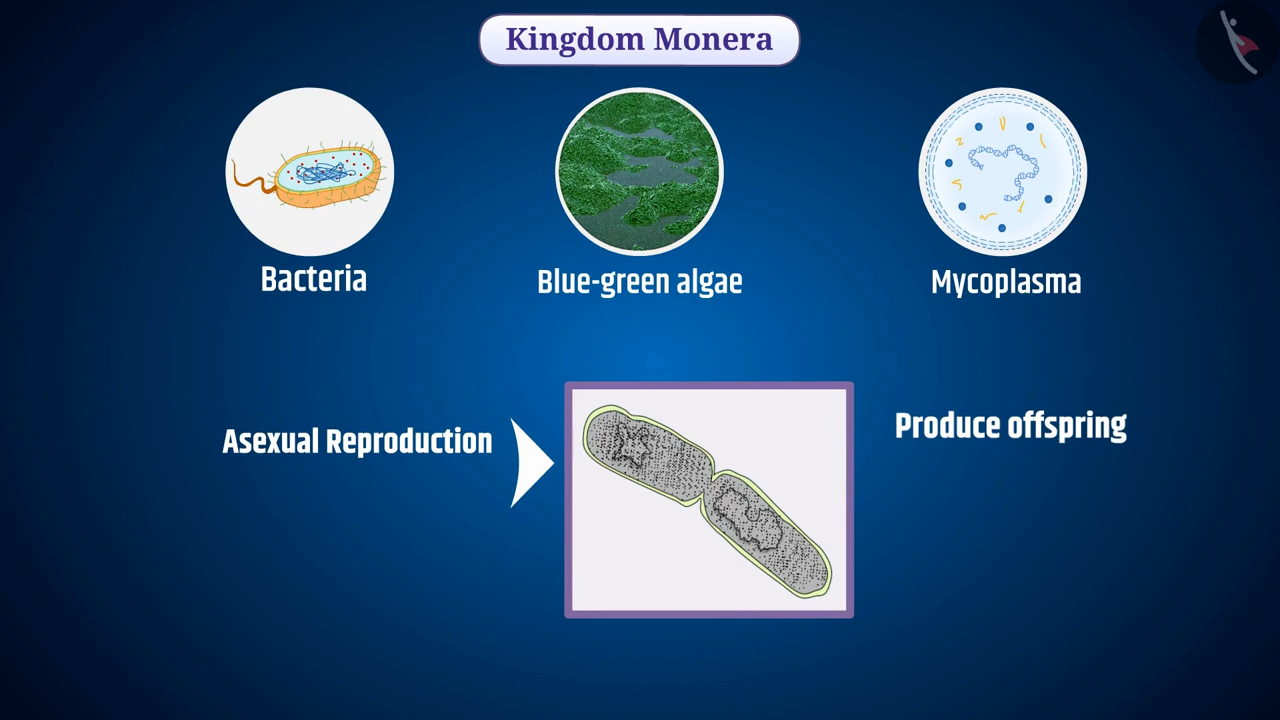 Kingdom Monera
Bacteria
Blue-green algae
Mycoplasma
Asexual Reproduction
Produce offspring